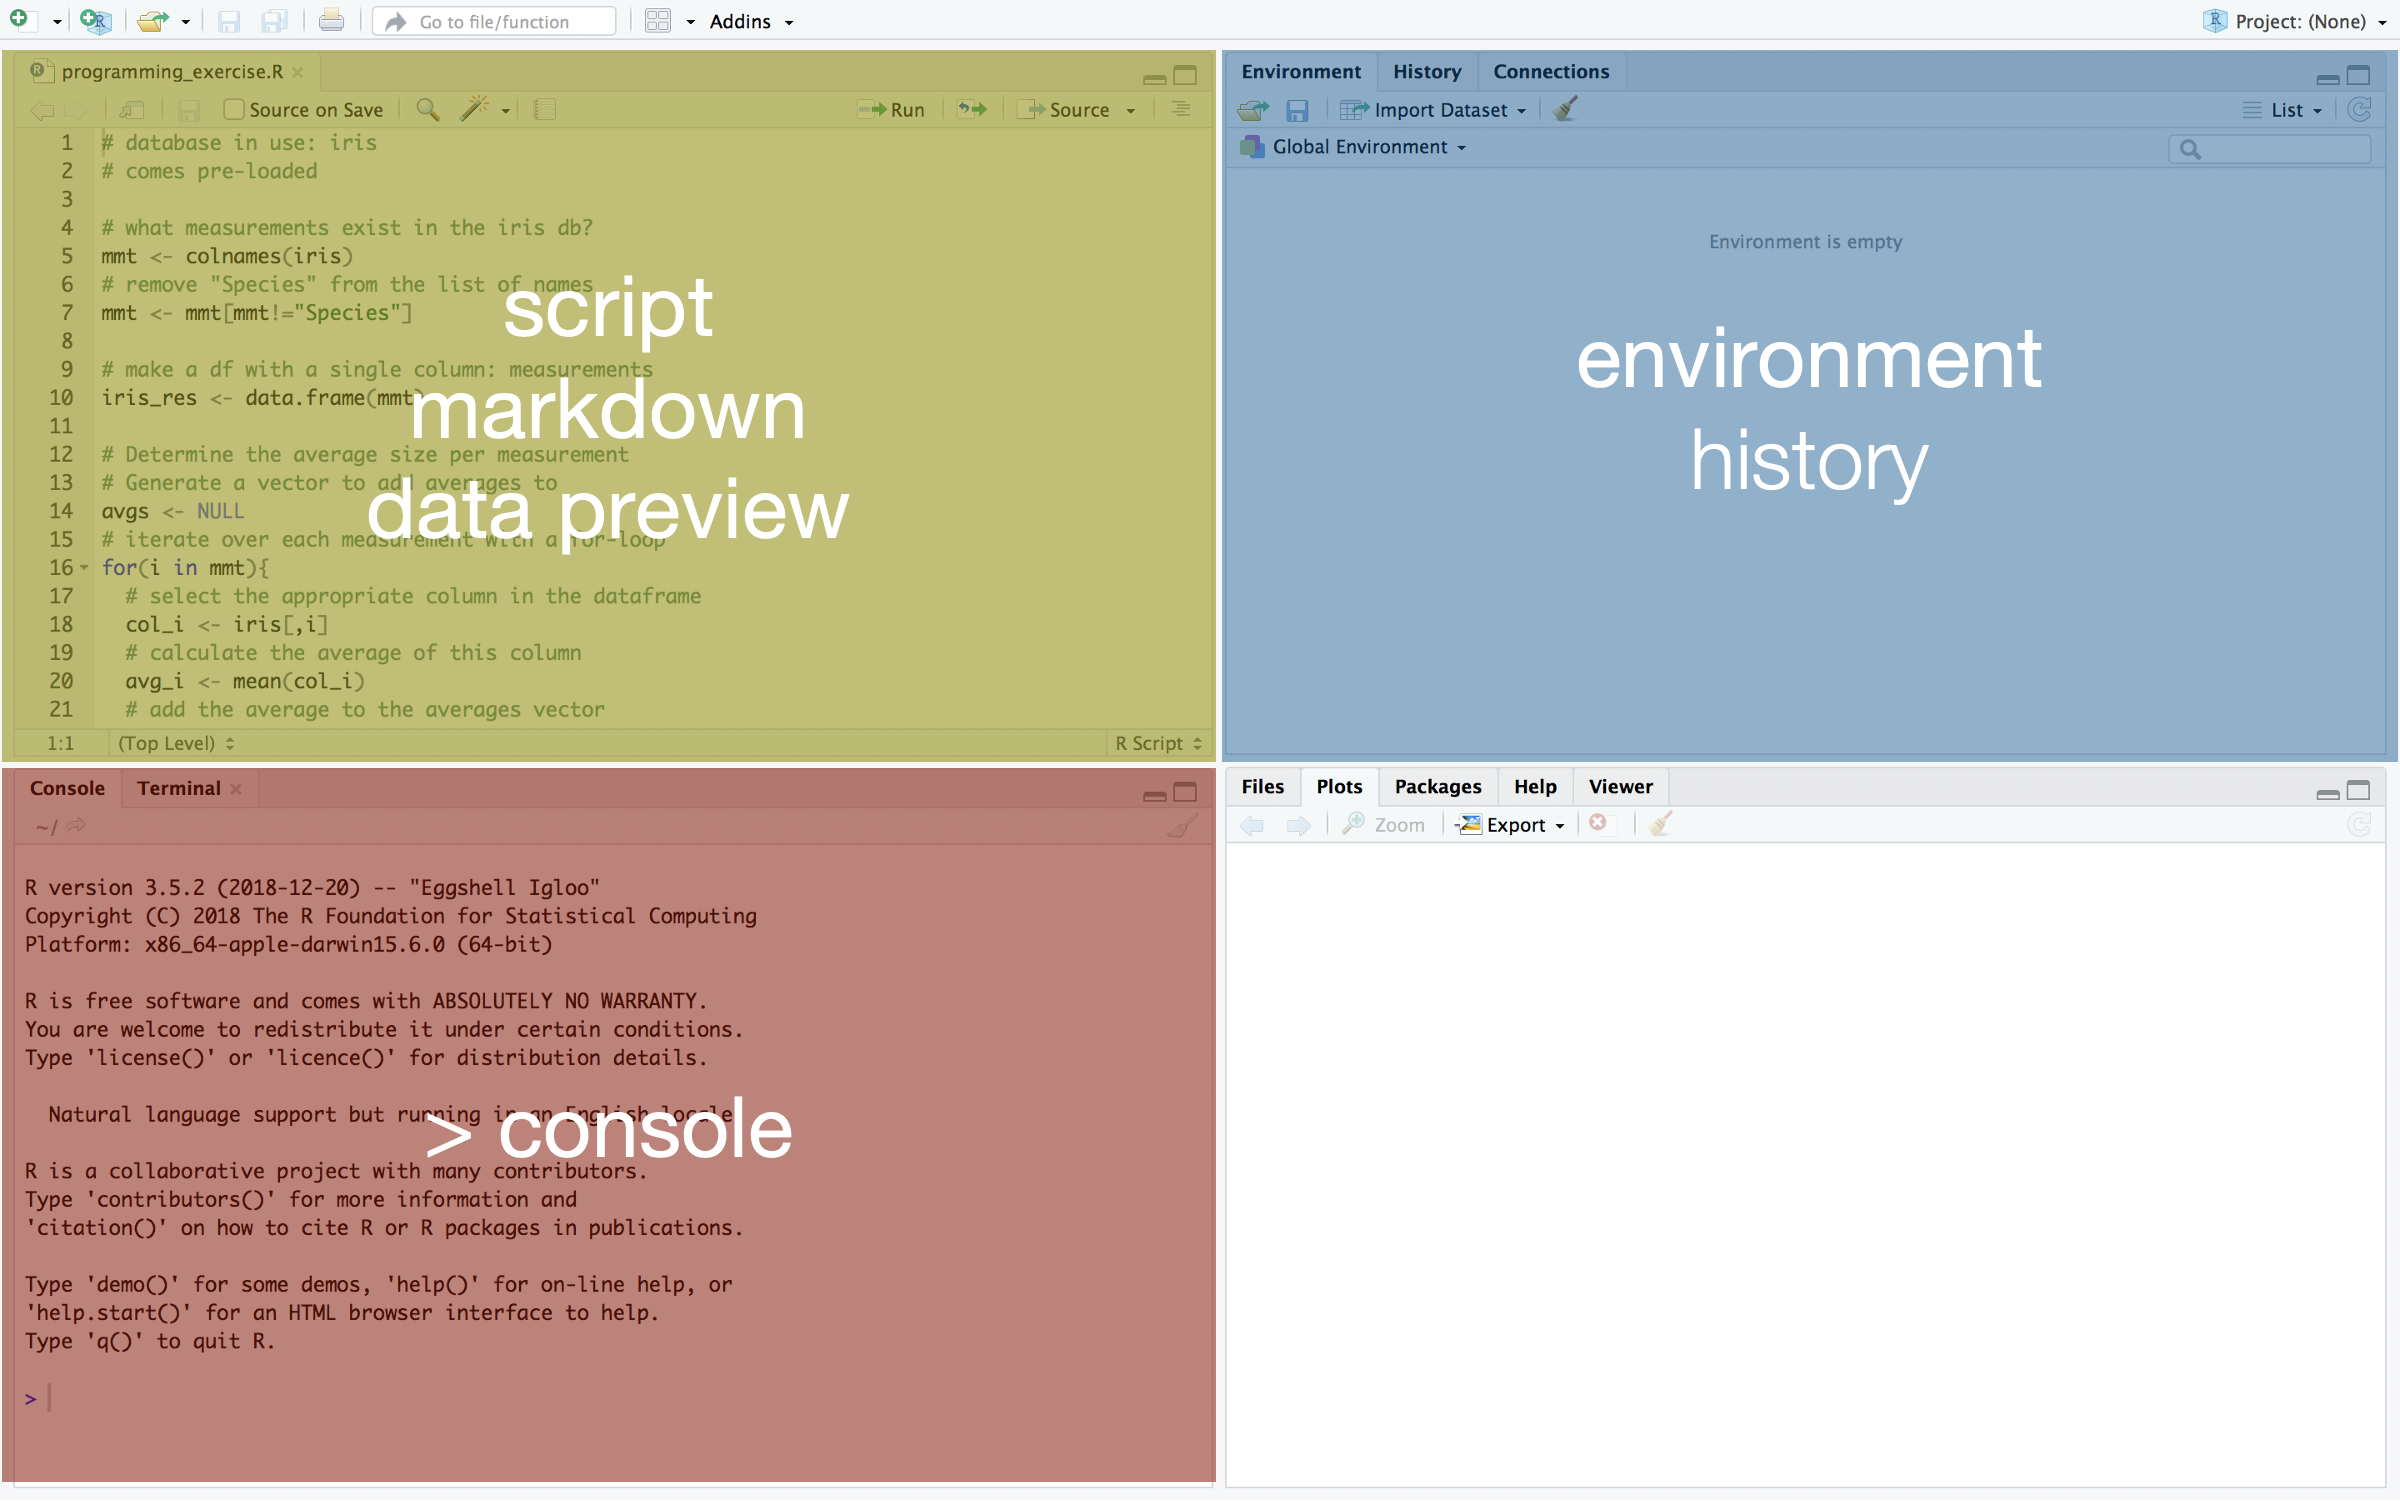 Go to file/function
Addins
Project: (None)
programming_exercise.R
Source on Save
Run
Source
1 # database in use: iris
2 # comes pre-loaded
3
4 # what measurements exist in the iris db?
5 mmt <- colnames(iris)
6 # remove "Species" from the list of names
7 mmt <- mmt[mmt!="Species"]
8
9 # make a df with a single column: measurements
10 iris_res <- data.frame(mmt)
11
12 # Determine the average size per measurement
13 # Generate a vector to add averages to
14 avgs <- NULL
15 # iterate over each measurement with a for-loop
16 for(i in mmt){
17 # select the appropriate column in the dataframe
18 col_i <- iris[,i]
19 # calculate the average of this column
20 avg_i <- mean(col_i)
21 # add the average to the averages vector
1:1 (Top Level) R Script
script
markdown
data preview
Environment History Connections
Import Dataset
List
Global Environment
Environment is empty
environment
history
Console Terminal
~/
R version 3.5.2 (2018-12-20) -- "Eggshell Igloo"
Copyright (C) 2018 The R Foundation for Statistical Computing
Platform: x86_64-apple-darwin15.6.0 (64-bit)
R is free software and comes with ABSOLUTELY NO WARRANTY.
You are welcome to redistribute it under certain conditions.
Type 'license()' or 'licence()' for distribution details.
Natural language support but running in an English locale
R is a collaborative project with many contributors.
Type 'contributors()' for more information and
'citation()' on how to cite R or R packages in publications.
Type 'demo()' for some demos, 'help()' for on-line help, or
'help.start()' for an HTML browser interface to help.
Type 'q()' to quit R.
>
> console
Files Plots Packages Help Viewer
Zoom Export